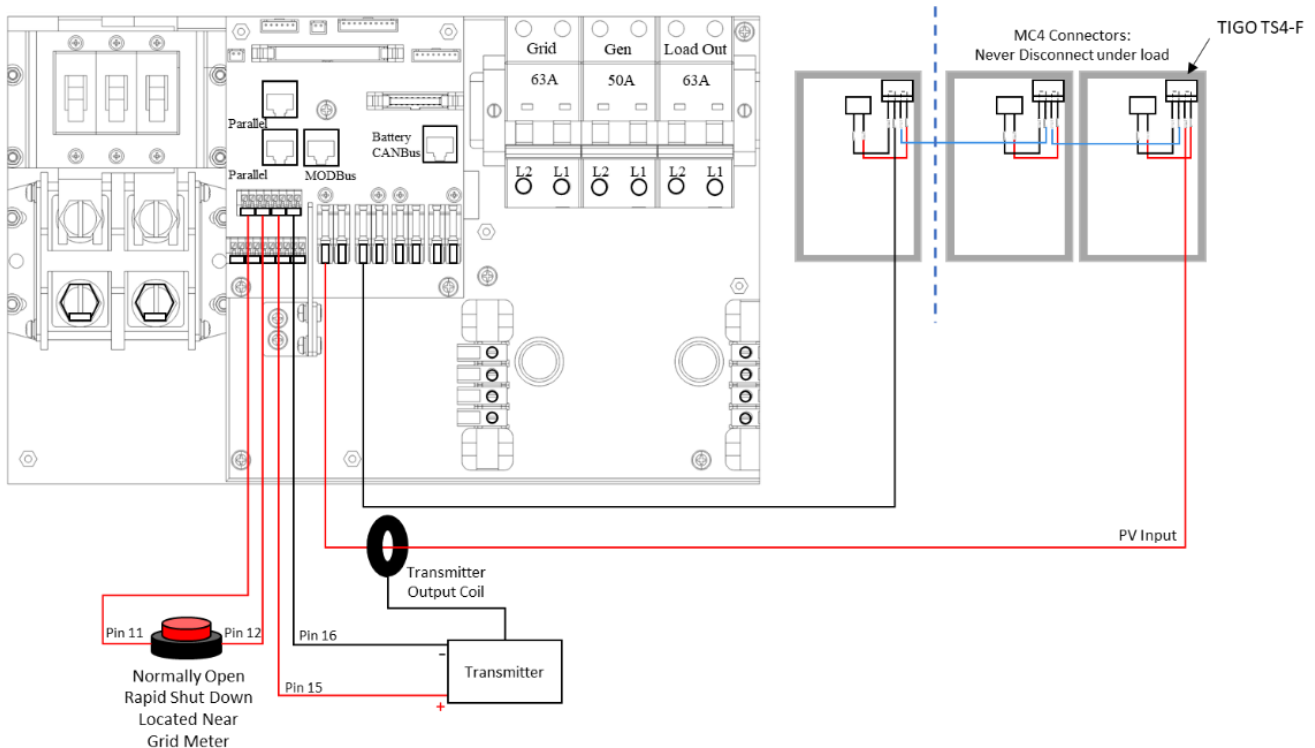 TIGO TS4-F
MC4 Connectors:
Never Disconnect under load
Grid
Gen
Load Out
63A
50A
63A
Parallel
Battery
CANBus
Parallel
MODBus
L2
L1
L2
L1
L2
L1
PV Input
Transmitter
Output Coil
Pin 11
Pin 12
Pin 16
-
Transmitter
Pin 15
+
Normally Open
Rapid Shut Down
Located Near
Grid Meter